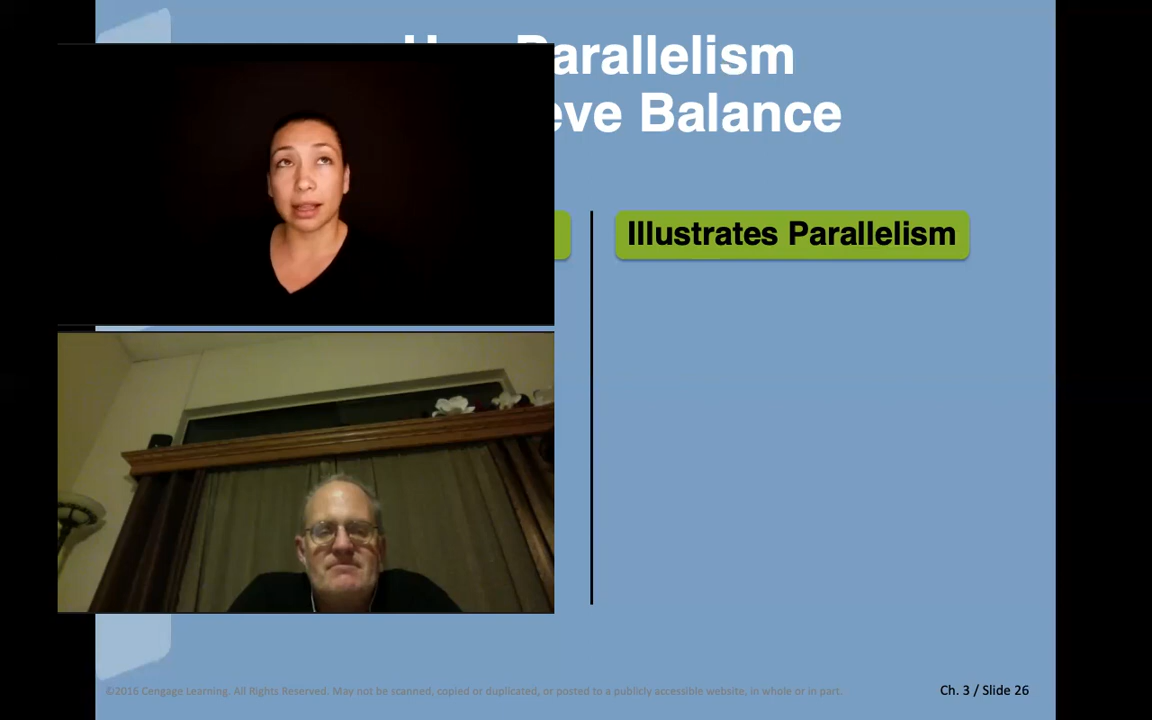 Parallelism
Balance
Illustrates Parallelism
©2016 Cengage Learning. All Rights Reserved. May not be scanned, copied or duplicated, or posted to a publicly accessible website, in whole or in part.
Ch. 3 / Slide 26